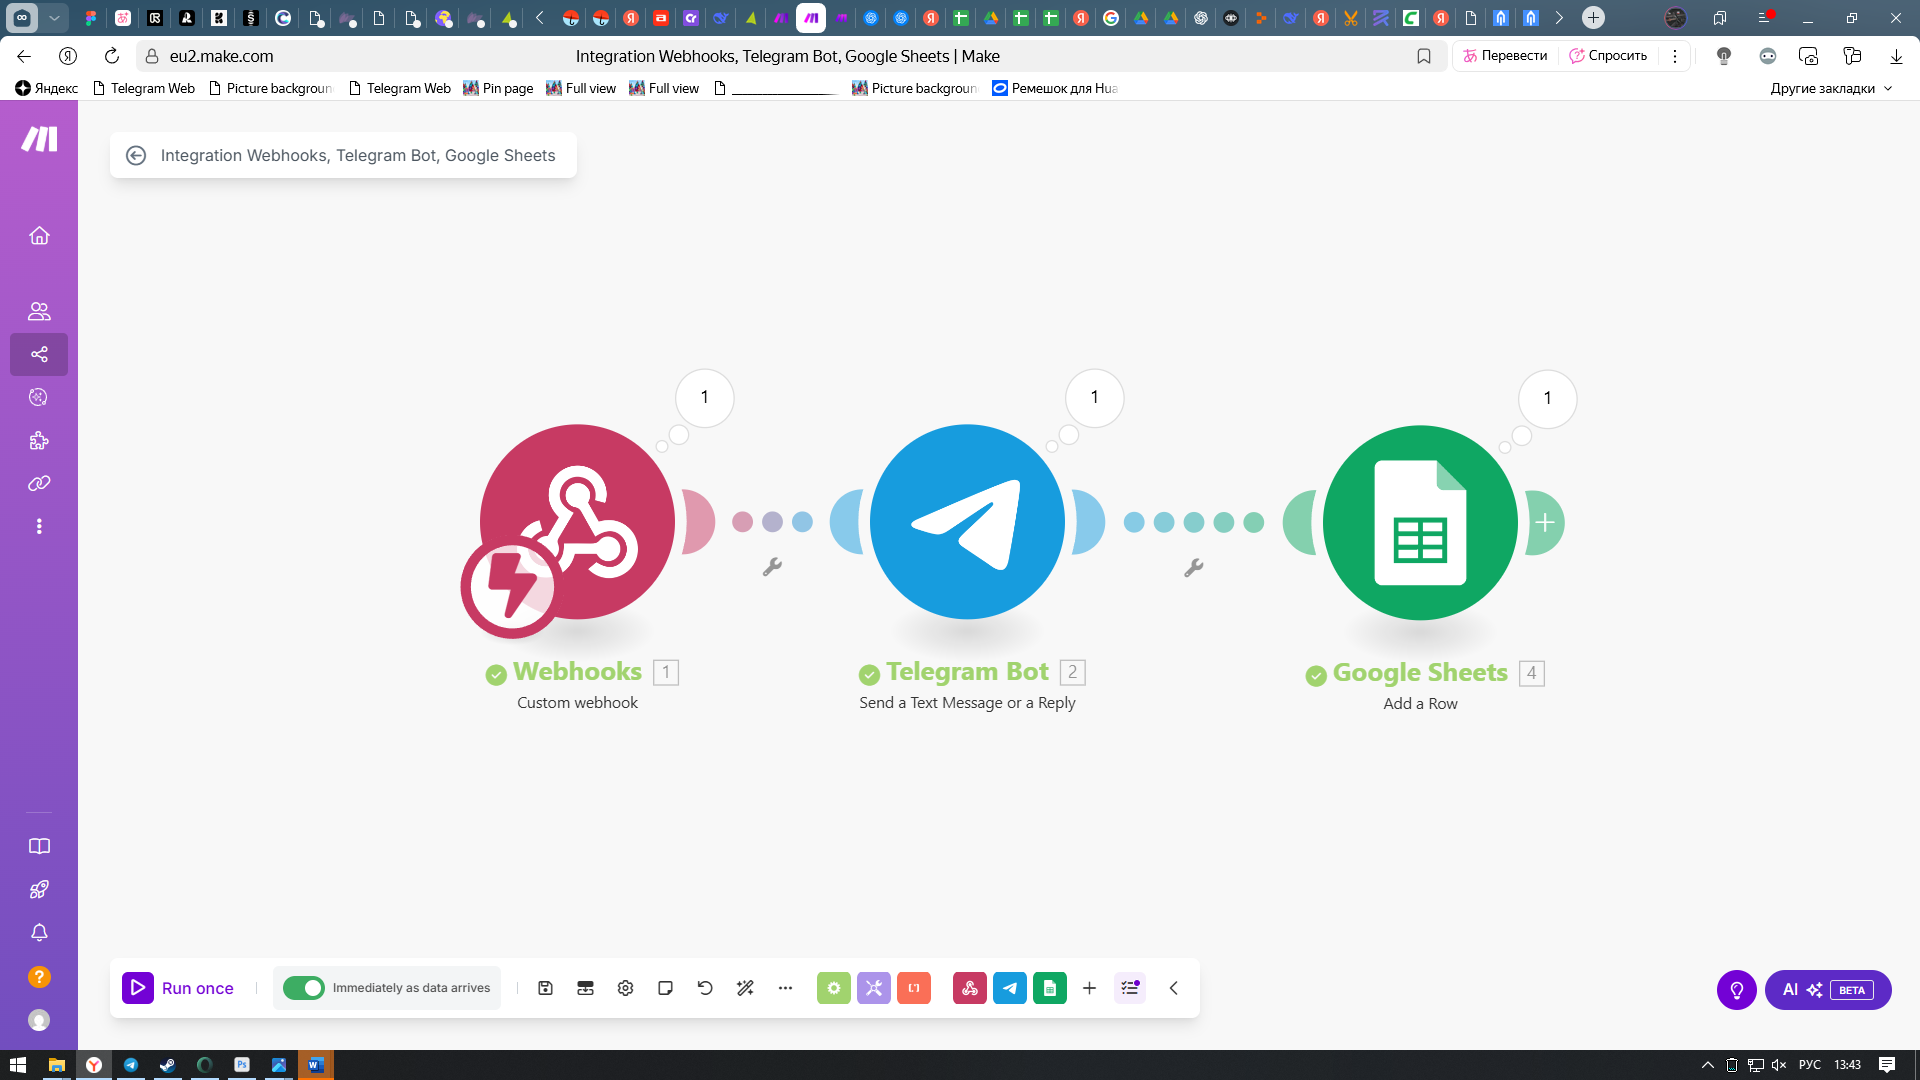 eu2.make.com
Integration Webhooks, Telegram Bot, Google Sheets | Make
Перевести
Спросить
Яндекс
Telegram Web
Picture backgroun
Telegram Web
Pin page
Full view
Full view
Picture backgroun
Ремешок для Hua
Другие закладки
Integration Webhooks, Telegram Bot, Google Sheets
1
1
1
Webhooks 1
Custom webhook
Telegram Bot 2
Send a Text Message or a Reply
Google Sheets 4
Add a Row
Run once
Immediately as data arrives
AI BETA
РУС
13:43